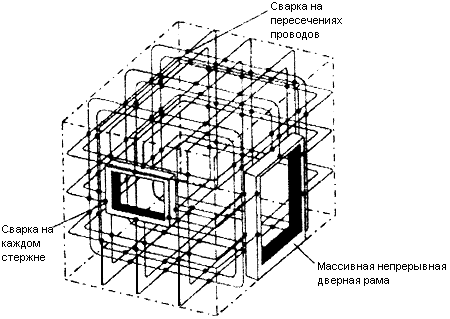 Сварка на
пересечениях
проводов
Сварка на
каждом
стержне
Массивная непрерывная
дверная рама